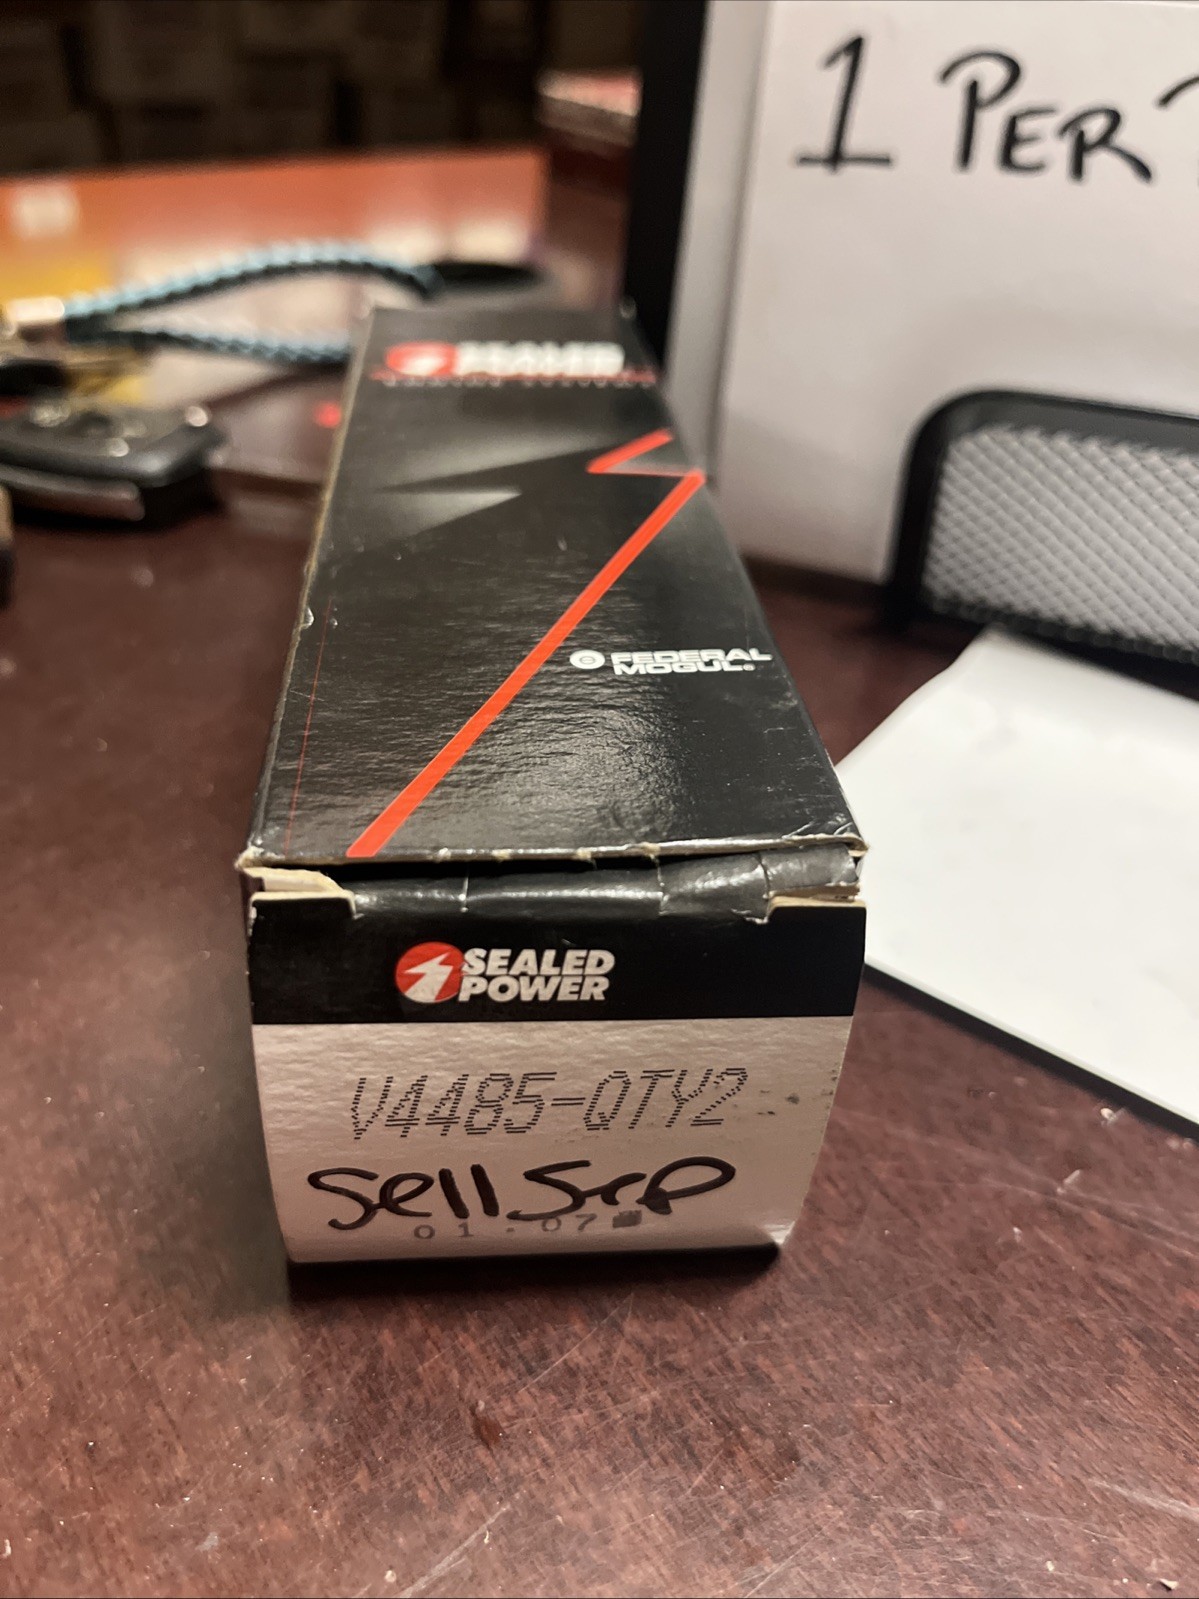 1 PER
SEALED
POWER
FEDERAL
MOGUL®
SEALED
POWER
V4485-QTY2
Sell Sep
01.07